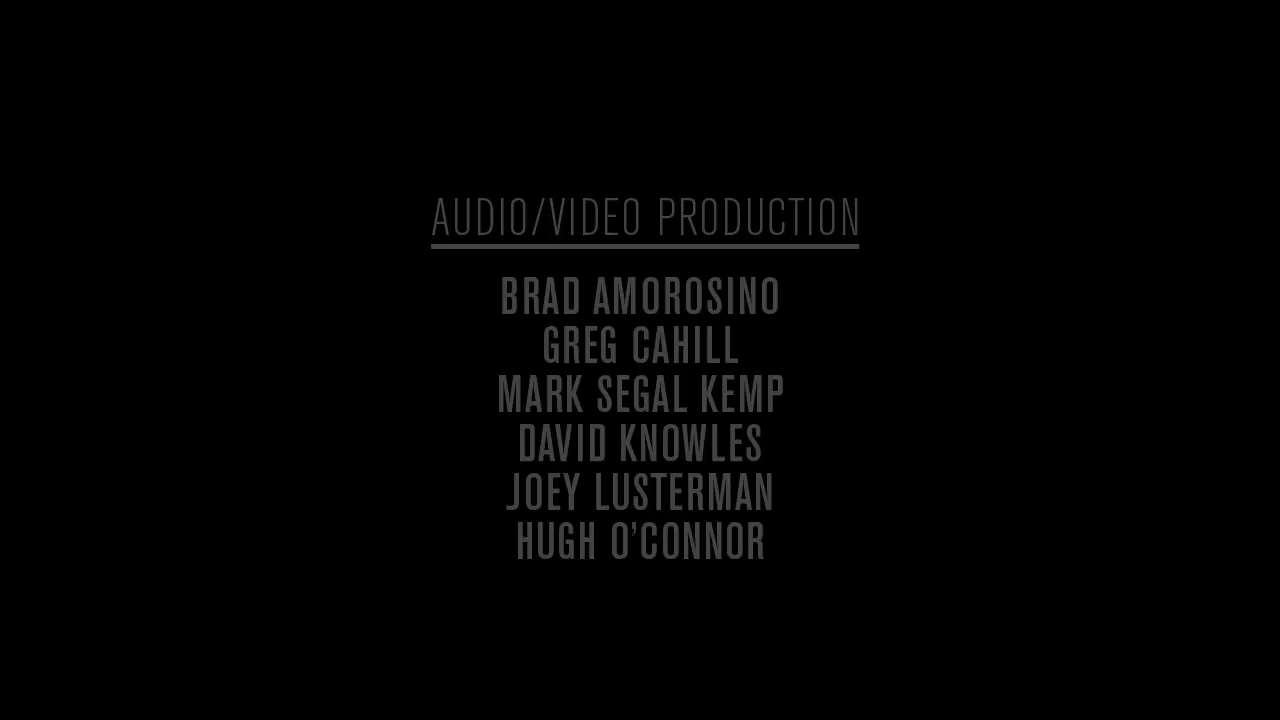 AUDIO/VIDEO PRODUCTION
BRAD AMOROSINO
GREG CAHILL
MARK SEGAL KEMP
DAVID KNOWLES
JOEY LUSTERMAN
HUGH O’CONNOR